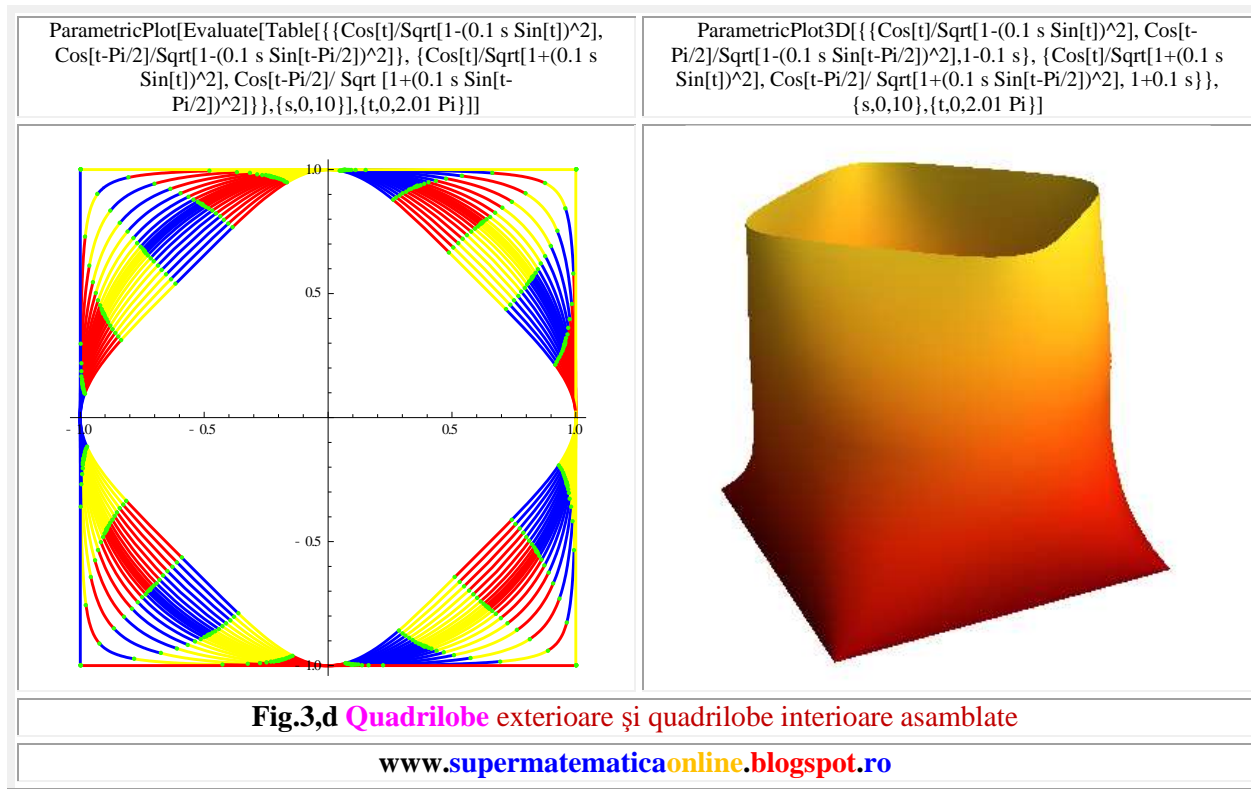 ParametricPlot[Evaluate[Table[{{Cos[t]/Sqrt[1-(0.1 s Sin[t])^2],
Cos[t-Pi/2]/Sqrt[1-(0.1 s Sin[t-Pi/2])^2]}, {Cos[t]/Sqrt[1+(0.1 s
Sin[t])^2], Cos[t-Pi/2]/ Sqrt [1+(0.1 s Sin[t-
Pi/2])^2]}},{s,0,10}],{t,0,2.01 Pi}]]
ParametricPlot3D[{{Cos[t]/Sqrt[1-(0.1 s Sin[t])^2], Cos[t-
Pi/2]/Sqrt[1-(0.1 s Sin[t-Pi/2])^2],1-0.1 s}, {Cos[t]/Sqrt[1+(0.1 s
Sin[t])^2], Cos[t-Pi/2]/ Sqrt[1+(0.1 s Sin[t-Pi/2])^2], 1+0.1 s}},
{s,0,10},{t,0,2.01 Pi}]
1.0
0.5
- 1.0
- 0.5
0.5
1.0
- 0.5
- 1.0
Fig.3,d Quadrilobe exterioare şi quadrilobe interioare asamblate
www.supermatematicaonline.blogspot.ro